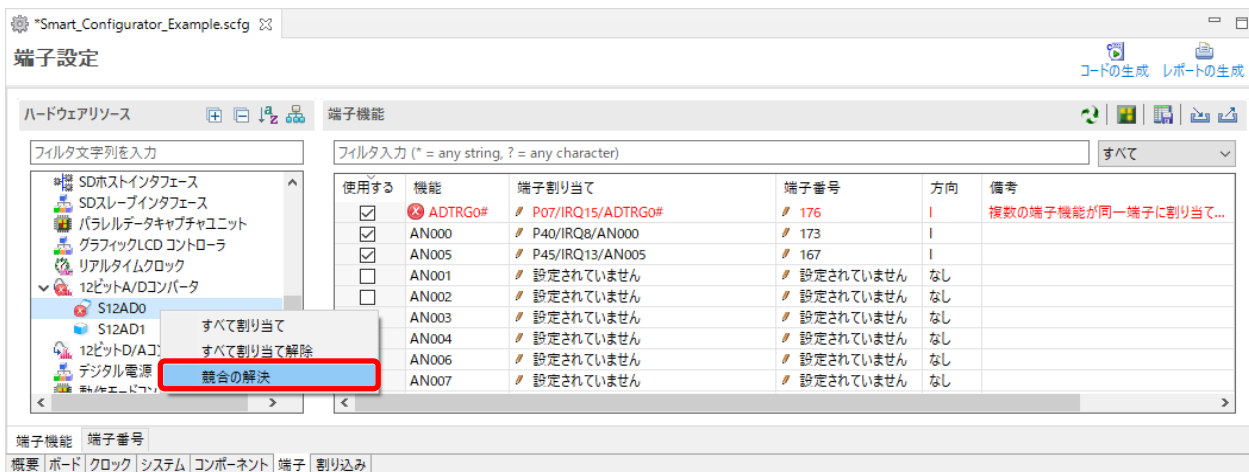 *Smart_Configurator_Example.scfg
端子設定
コードの生成 レポートの生成
ハードウェアリソース
端子機能
フィルタ文字列を入力
フィルタ入力 (* = any string, ? = any character)
すべて
SDホストインタフェース
SDスレーブインタフェース
パラレルデータキャプチャユニット
グラフィックLCD コントローラ
リアルタイムクロック
12ビットA/Dコンバータ
S12AD0
S12AD1
12ビットD/Aコ
デジタル電源
すべて割り当て
すべて割り当て解除
競合の解決
使用する 機能 端子割り当て 端子番号 方向 備考
ADTRG0# P07/IRQ15/ADTRG0# 176 I 複数の端子機能が同一端子に割り当て...
AN000 P40/IRQ8/AN000 173 I
AN005 P45/IRQ13/AN005 167 I
AN001 設定されていません 設定されていません なし
AN002 設定されていません 設定されていません なし
AN003 設定されていません 設定されていません なし
AN004 設定されていません 設定されていません なし
AN006 設定されていません 設定されていません なし
AN007 設定されていません 設定されていません なし
端子機能 端子番号
概要 ボード クロック システム コンポーネント 端子 割り込み